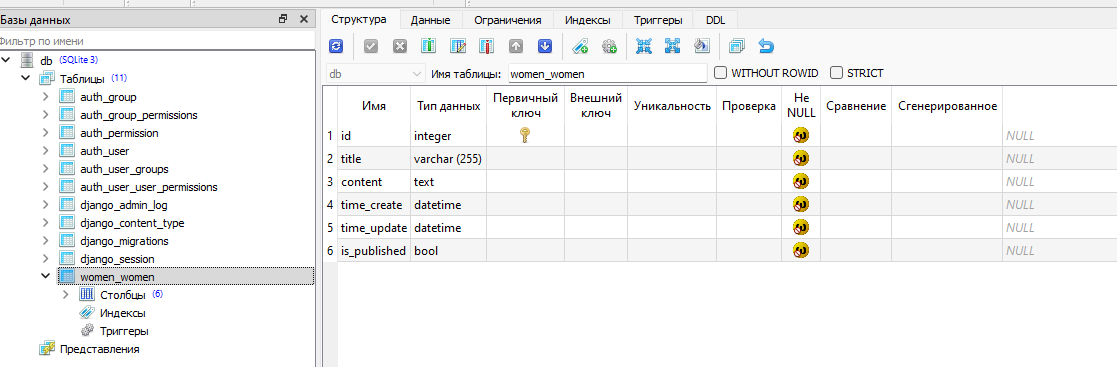 Базы данных
Фильтр по имени
db (SQLite 3)
Таблицы (11)
auth_group
auth_group_permissions
auth_permission
auth_user
auth_user_groups
auth_user_user_permissions
django_admin_log
django_content_type
django_migrations
django_session
women_women
Столбцы (6)
Индексы
Триггеры
Представления
Структура Данные Ограничения Индексы Триггеры DDL
db Имя таблицы: women_women WITHOUT ROWID STRICT
Имя Тип данных Первичный ключ Внешний ключ Уникальность Проверка Не NULL Сравнение Сгенерированное
1 id integer NULL
2 title varchar (255) NULL
3 content text NULL
4 time_create datetime NULL
5 time_update datetime NULL
6 is_published bool NULL